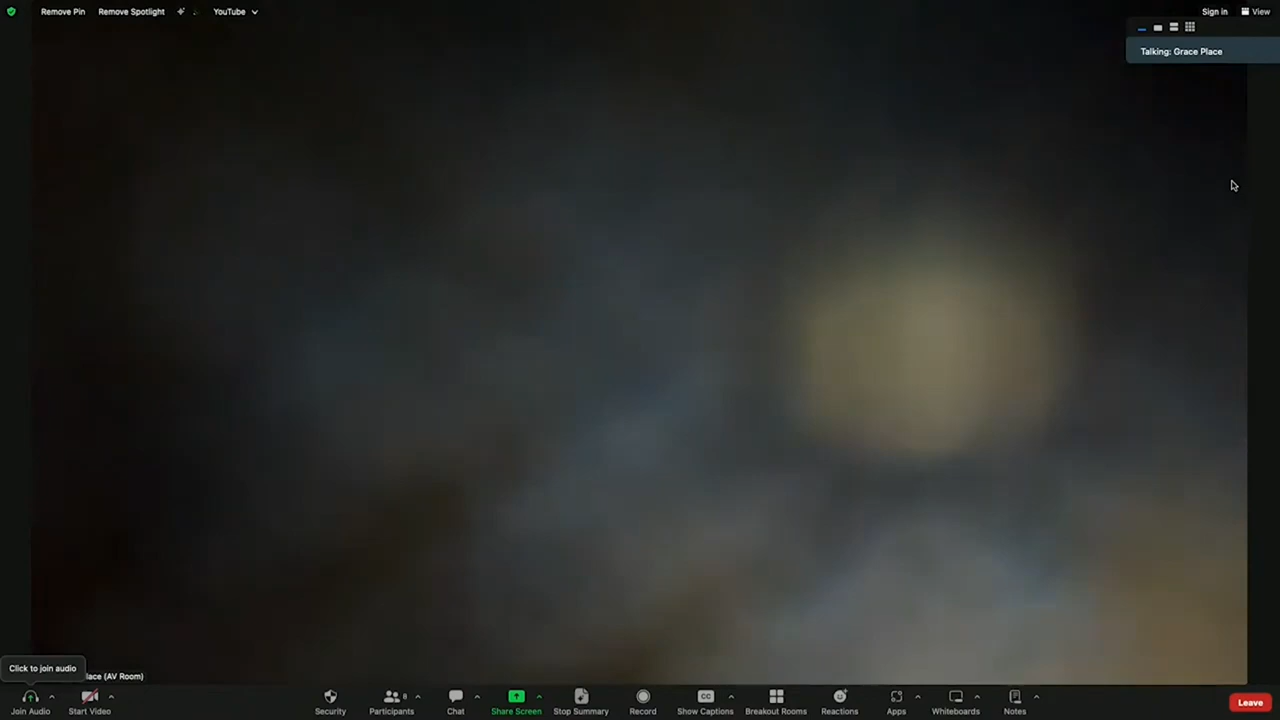 Remove Pin Remove Spotlight YouTube Sign in View
Talking: Grace Place
Click to join audio
lace (AV Room)
Join Audio Start Video Security Participants 8 Chat Share Screen Stop Summary Record CC Show Captions Breakout Rooms Reactions Apps Whiteboards Notes Leave